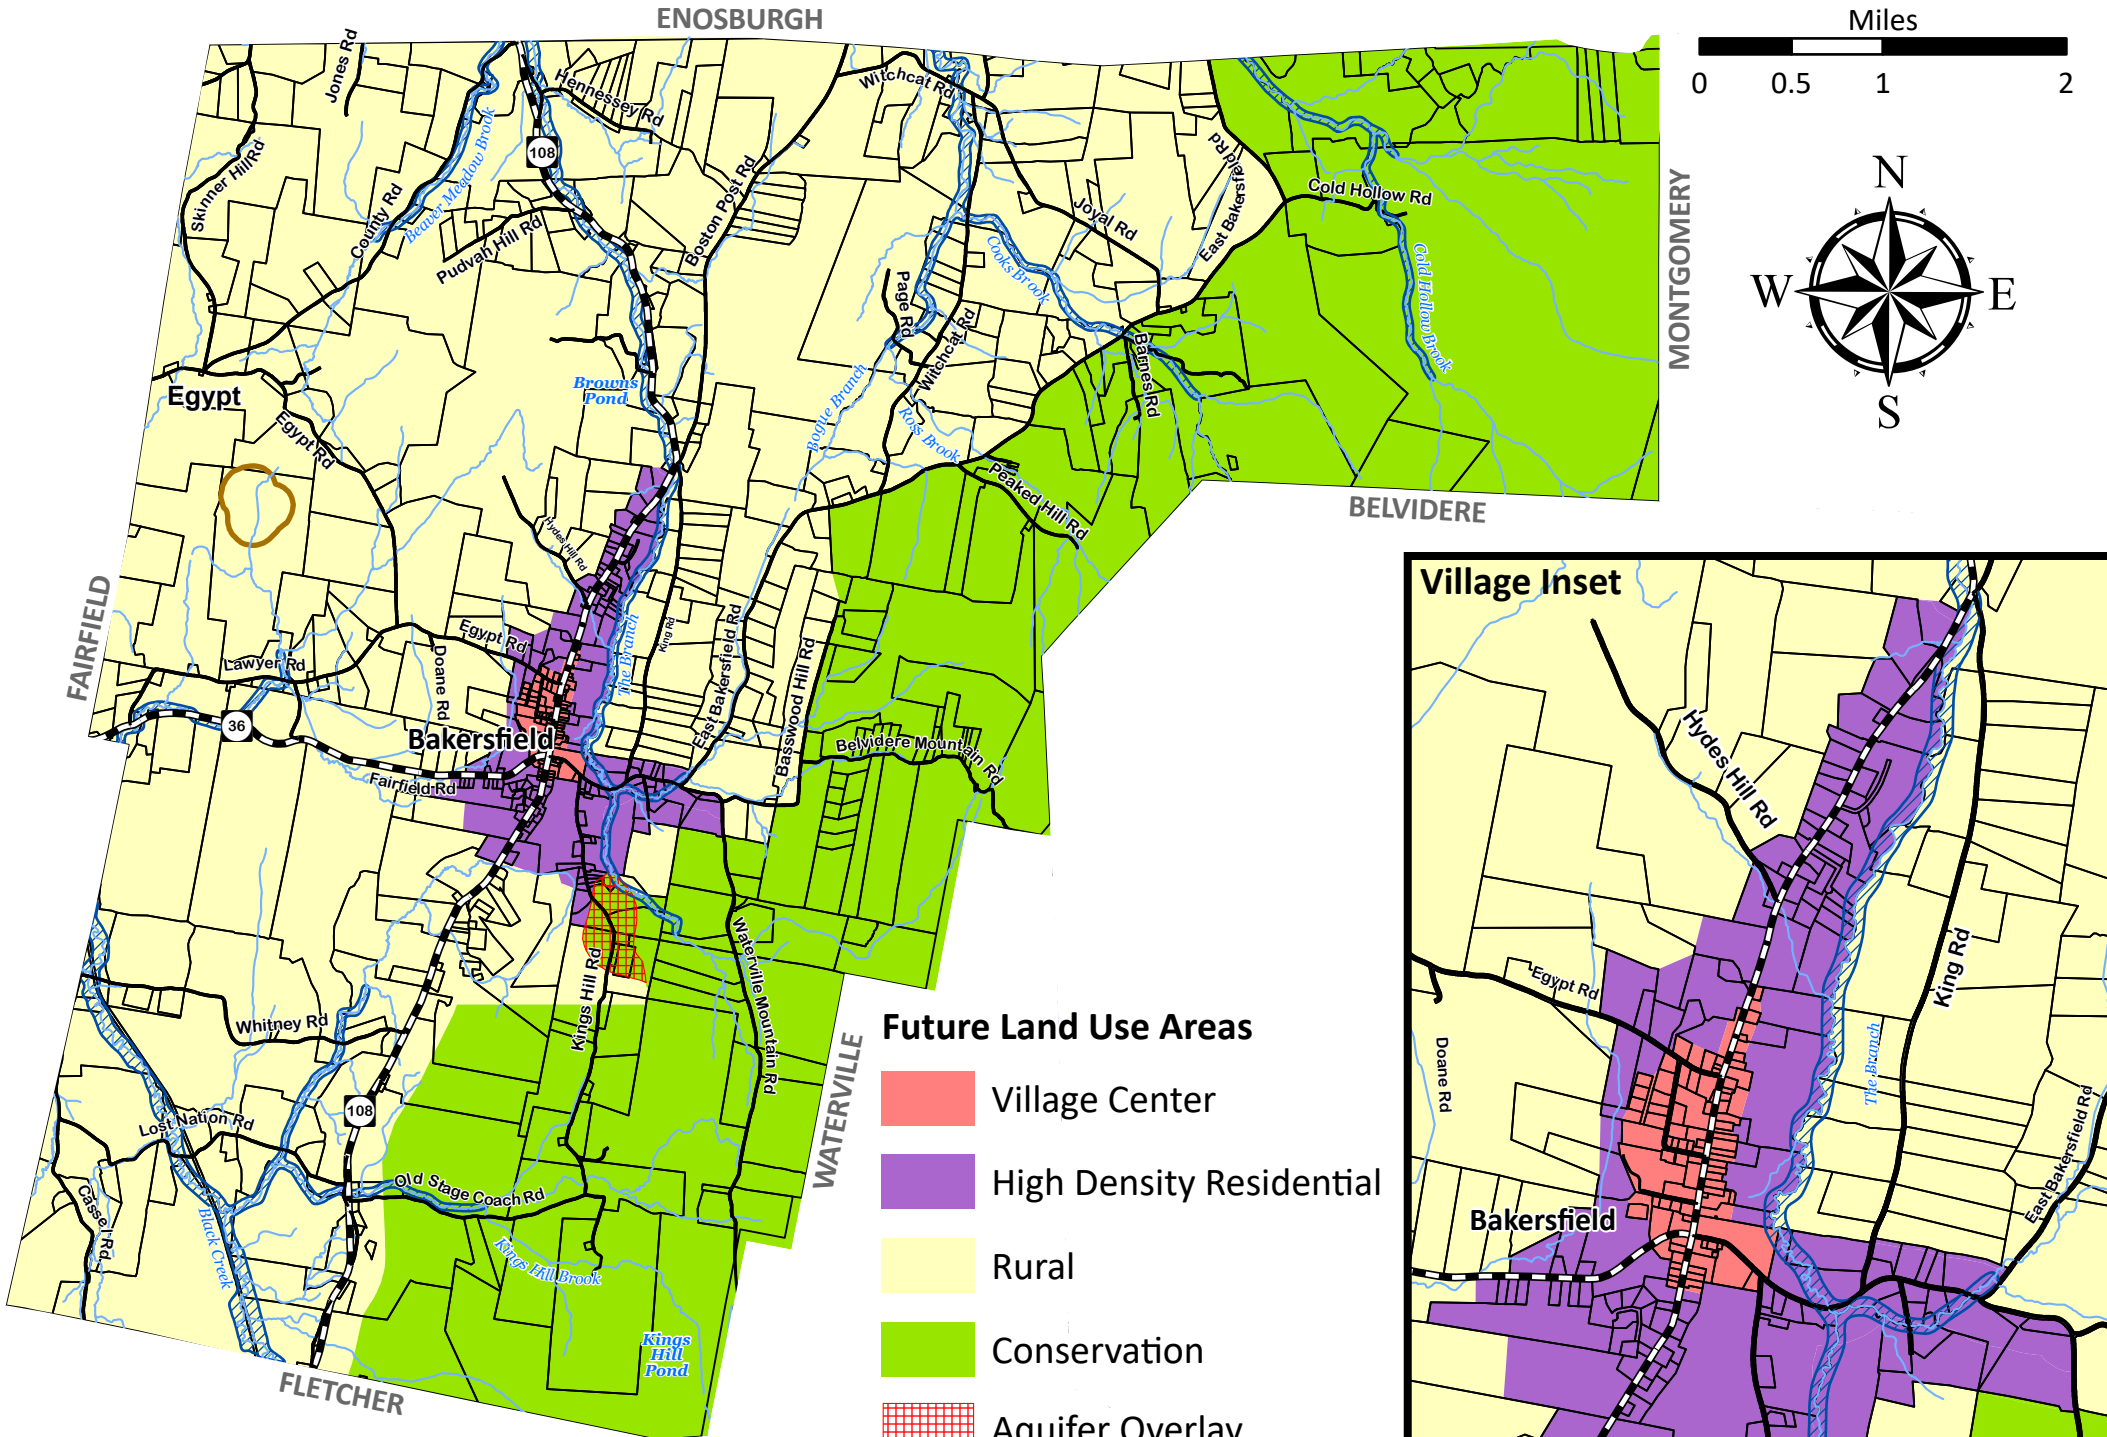 ENOSBURGH
Miles
0 0.5 1 2
Jones Rd
Hennessey Rd
Witchcat Rd
108
Beaver Meadow Brook
Skinner Hill Rd
County Rd
Pudvah Hill Rd
Boston Post Rd
Joyal Rd
East Bakersfield Rd
Cold Hollow Rd
Cold Hollow Brook
MONTGOMERY
N
W E
S
Cooks Brook
Page Rd
Witchcat Rd
Barnes Rd
Browns
Pond
Egypt
Egypt Rd
Bogue Branch
Ross Brook
Peaked Hill Rd
BELVIDERE
Hydes Hill Rd
FAIRFIELD
Egypt Rd
The Branch
King Rd
East Bakersfield Rd
Basswood Hill Rd
Lawyer Rd
Doane Rd
36
Bakersfield
Fairfield Rd
Belvidere Mountain Rd
Waterville Mountain Rd
Kings Hill Rd
Whitney Rd
WATERVILLE
108
Lost Nation Rd
Casse Rd
Old Stage Coach Rd
Black Creek
Kings Hill Brook
Kings
Hill
Pond
FLETCHER
Future Land Use Areas
Village Center
High Density Residential
Rural
Conservation
Aquifer Overlay
Village Inset
Hydes Hill Rd
Egypt Rd
King Rd
Doane Rd
The Branch
East Bakersfield Rd
Bakersfield